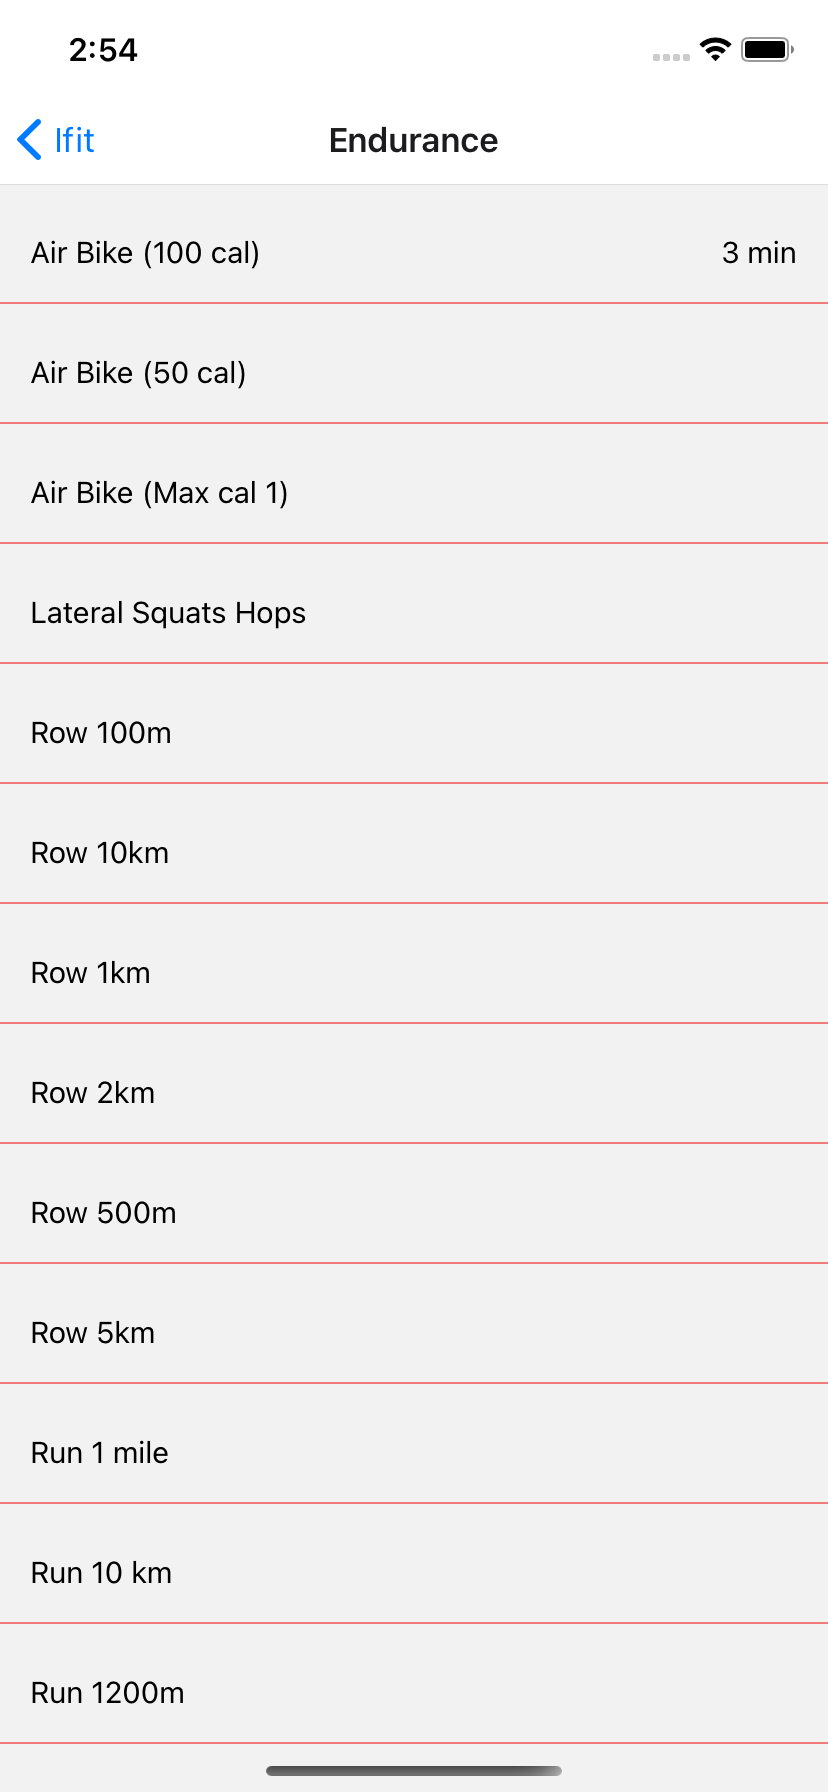 2:54
Ifit
Endurance
Air Bike (100 cal) 3 min
Air Bike (50 cal)
Air Bike (Max cal 1)
Lateral Squats Hops
Row 100m
Row 10km
Row 1km
Row 2km
Row 500m
Row 5km
Run 1 mile
Run 10 km
Run 1200m